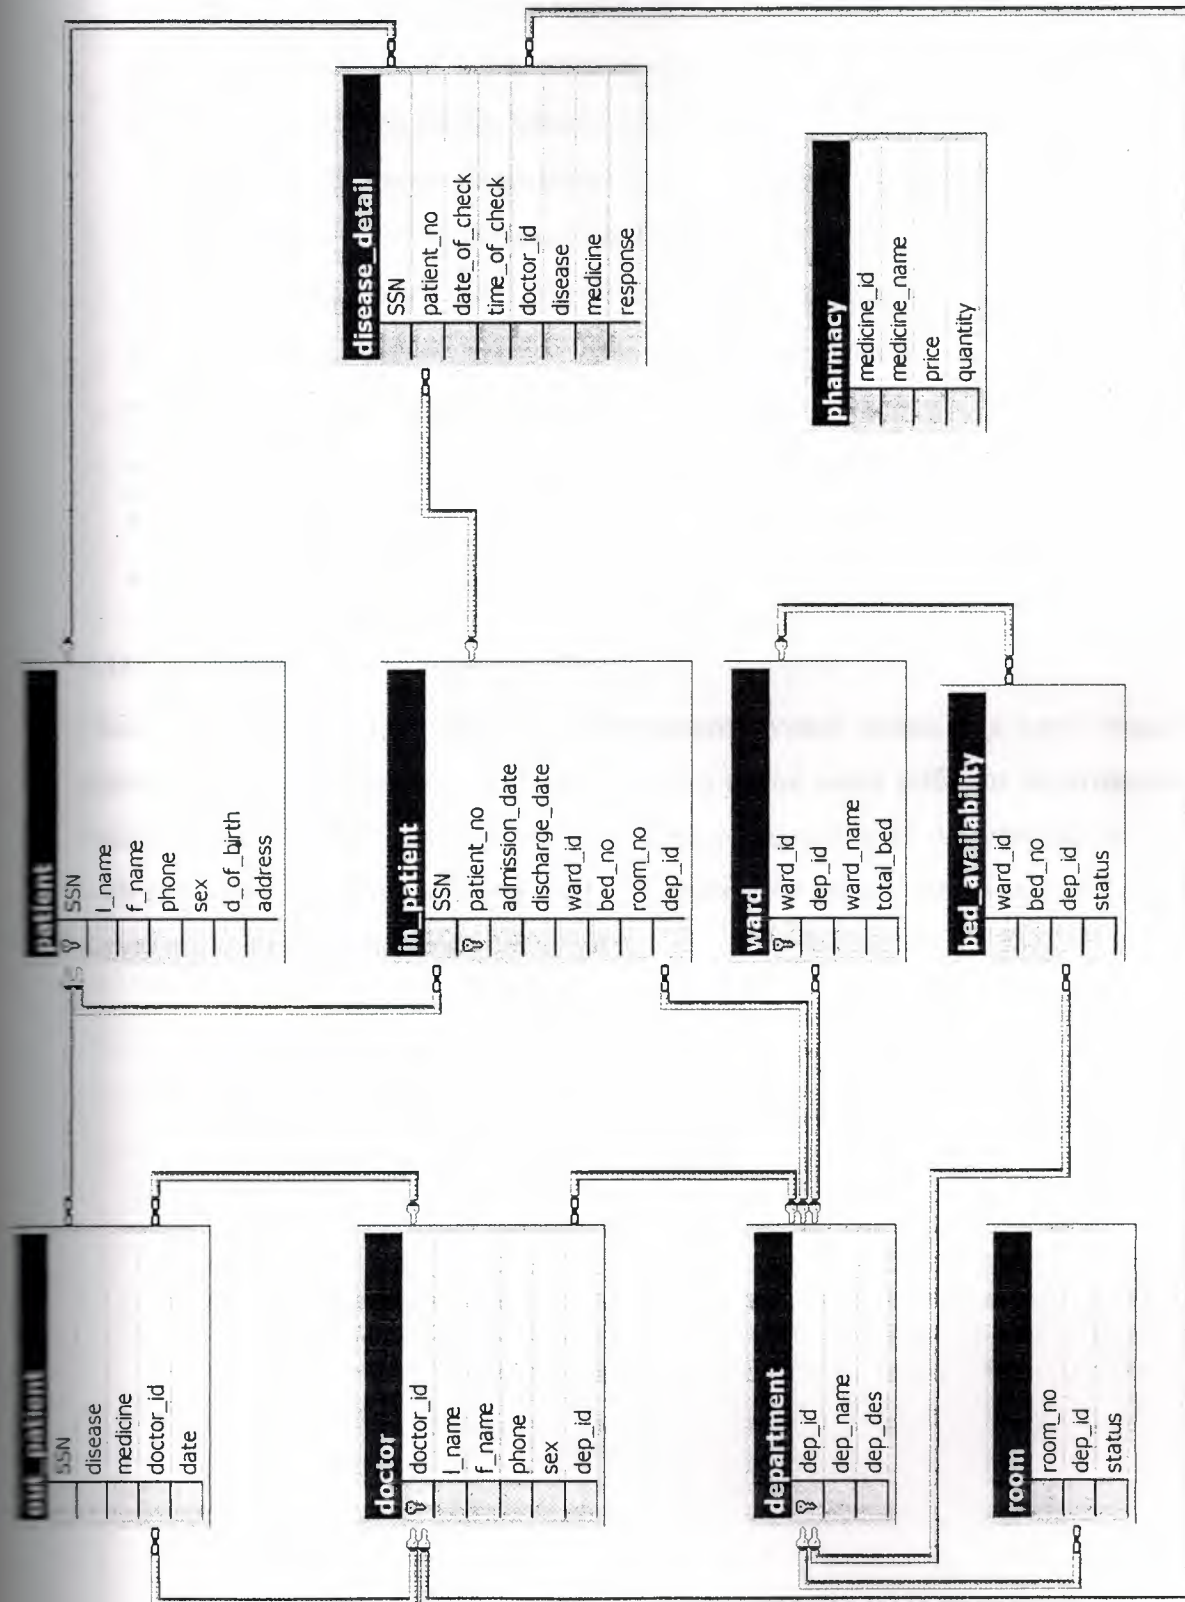 out_patient
SSN
disease
medicine
doctor_id
date
patient
SSN
l_name
f_name
phone
sex
d_of_birth
address
disease_detail
SSN
patient_no
date_of_check
time_of_check
doctor_id
disease
medicine
response
doctor
doctor_id
l_name
f_name
phone
sex
dep_id
in_patient
SSN
patient_no
admission_date
discharge_date
ward_id
bed_no
room_no
dep_id
department
dep_id
dep_name
dep_des
ward
ward_id
dep_id
ward_name
total_bed
pharmacy
medicine_id
medicine_name
price
quantity
room
room_no
dep_id
status
bed_availability
ward_id
bed_no
dep_id
status